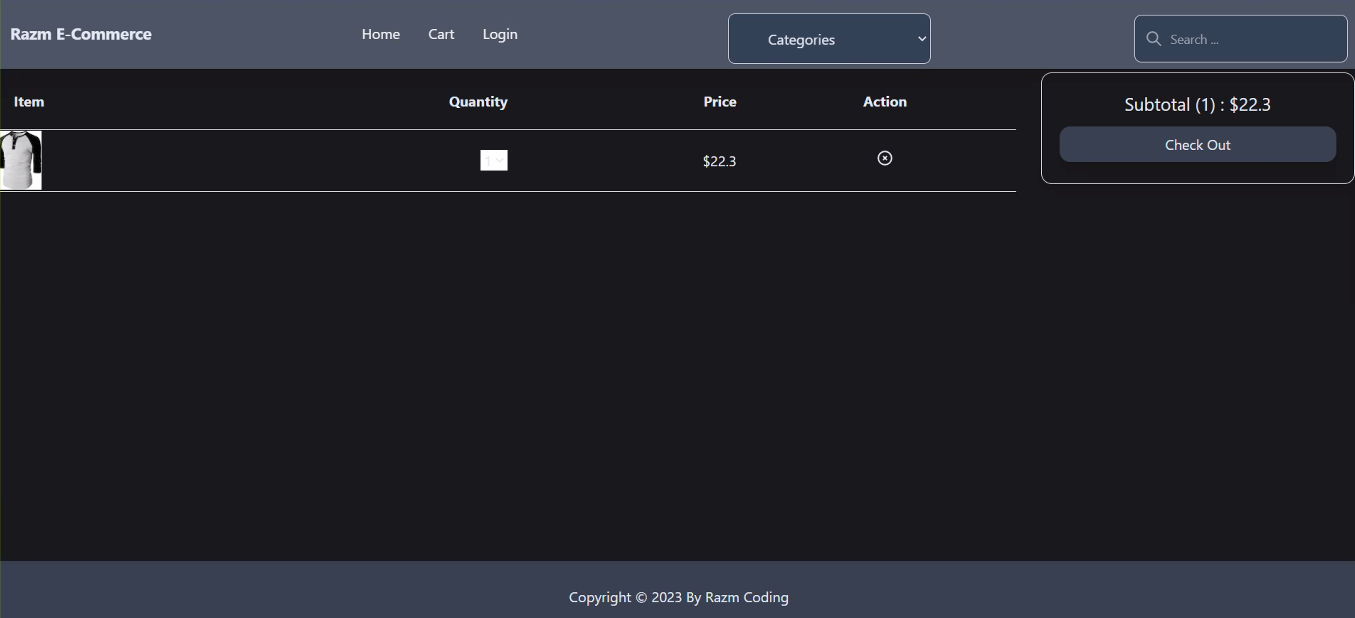 Razm E-Commerce
Home Cart Login
Categories
Search ...
Item Quantity Price Action
1 $22.3
Subtotal (1) : $22.3
Check Out
Copyright © 2023 By Razm Coding